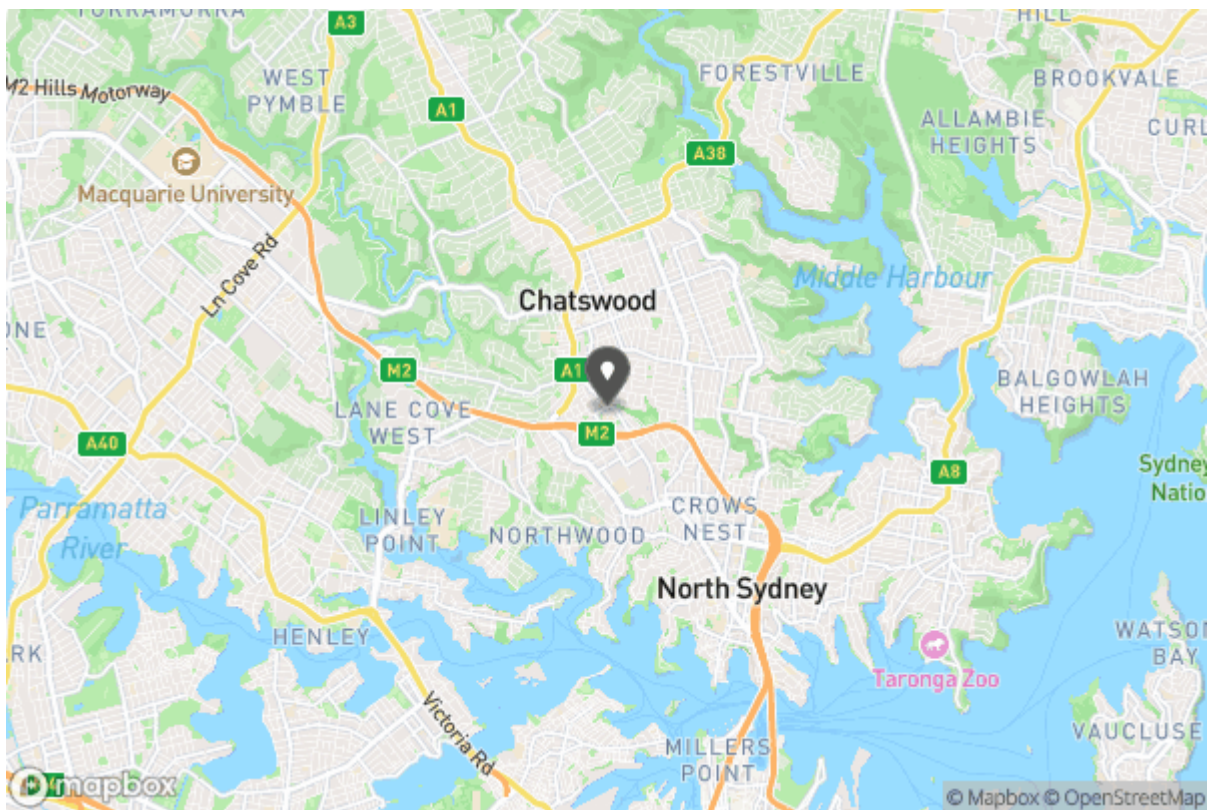 TURRAMURRA
A3
HILL
WEST
PYMBLE
FORESTVILLE
BROOKVALE
M2 Hills Motorway
A1
ALLAMBIE
HEIGHTS
CURL
A38
Macquarie University
Ln Cove Rd
Middle Harbour
Chatswood
ONE
M2
A1
BALGOWLAH
HEIGHTS
LANE COVE
WEST
M2
A40
A8
Sydney
Natio
Parramatta
River
LINLEY
POINT
NORTHWOOD
CROWS
NEST
North Sydney
HENLEY
WATSON
BAY
ARK
Taronga Zoo
Victoria Rd
VAUCLUSE
MILLERS
POINT
mapbox
© Mapbox © OpenStreetMap